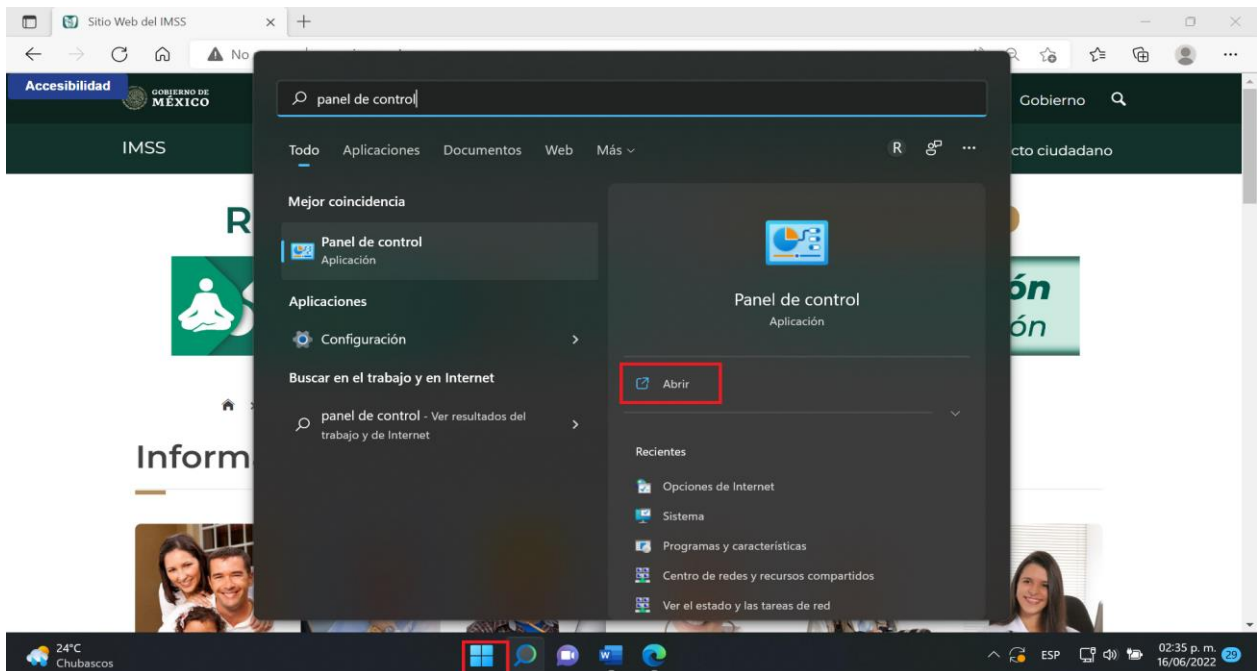 Sitio Web del IMSS
No
Accesibilidad
GOBIERNO DE
MÉXICO
panel de control
Gobierno
IMSS
Todo Aplicaciones Documentos Web Más
R
cto ciudadano
Mejor coincidencia
R
Panel de control
Aplicación
Panel de control
Aplicación
ón
ón
Aplicaciones
Configuración
Buscar en el trabajo y en Internet
Abrir
panel de control - Ver resultados del
trabajo y de Internet
Inform
Recientes
Opciones de Internet
Sistema
Programas y características
Centro de redes y recursos compartidos
Ver el estado y las tareas de red
24°C
Chubascos
ESP
02:35 p. m.
16/06/2022
29